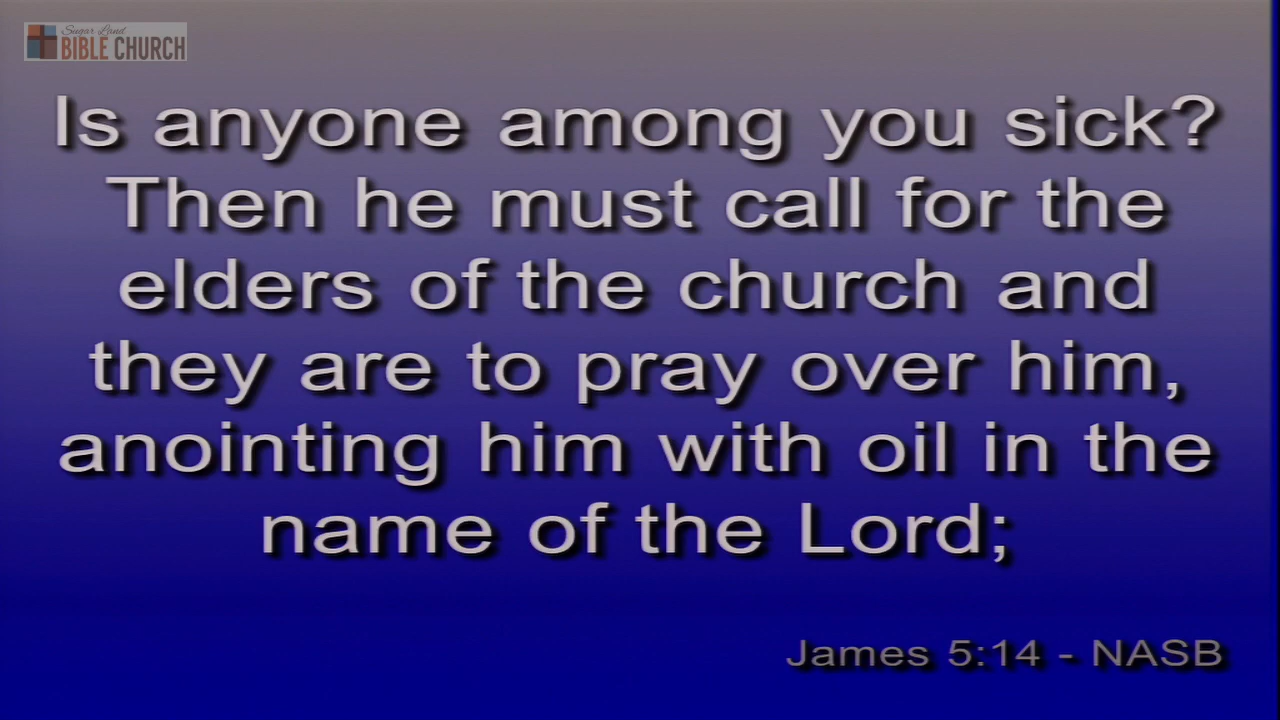 Sugar Land
BIBLE CHURCH
Is anyone among you sick?
Then he must call for the
elders of the church and
they are to pray over him,
anointing him with oil in the
name of the Lord;
James 5:14 - NASB